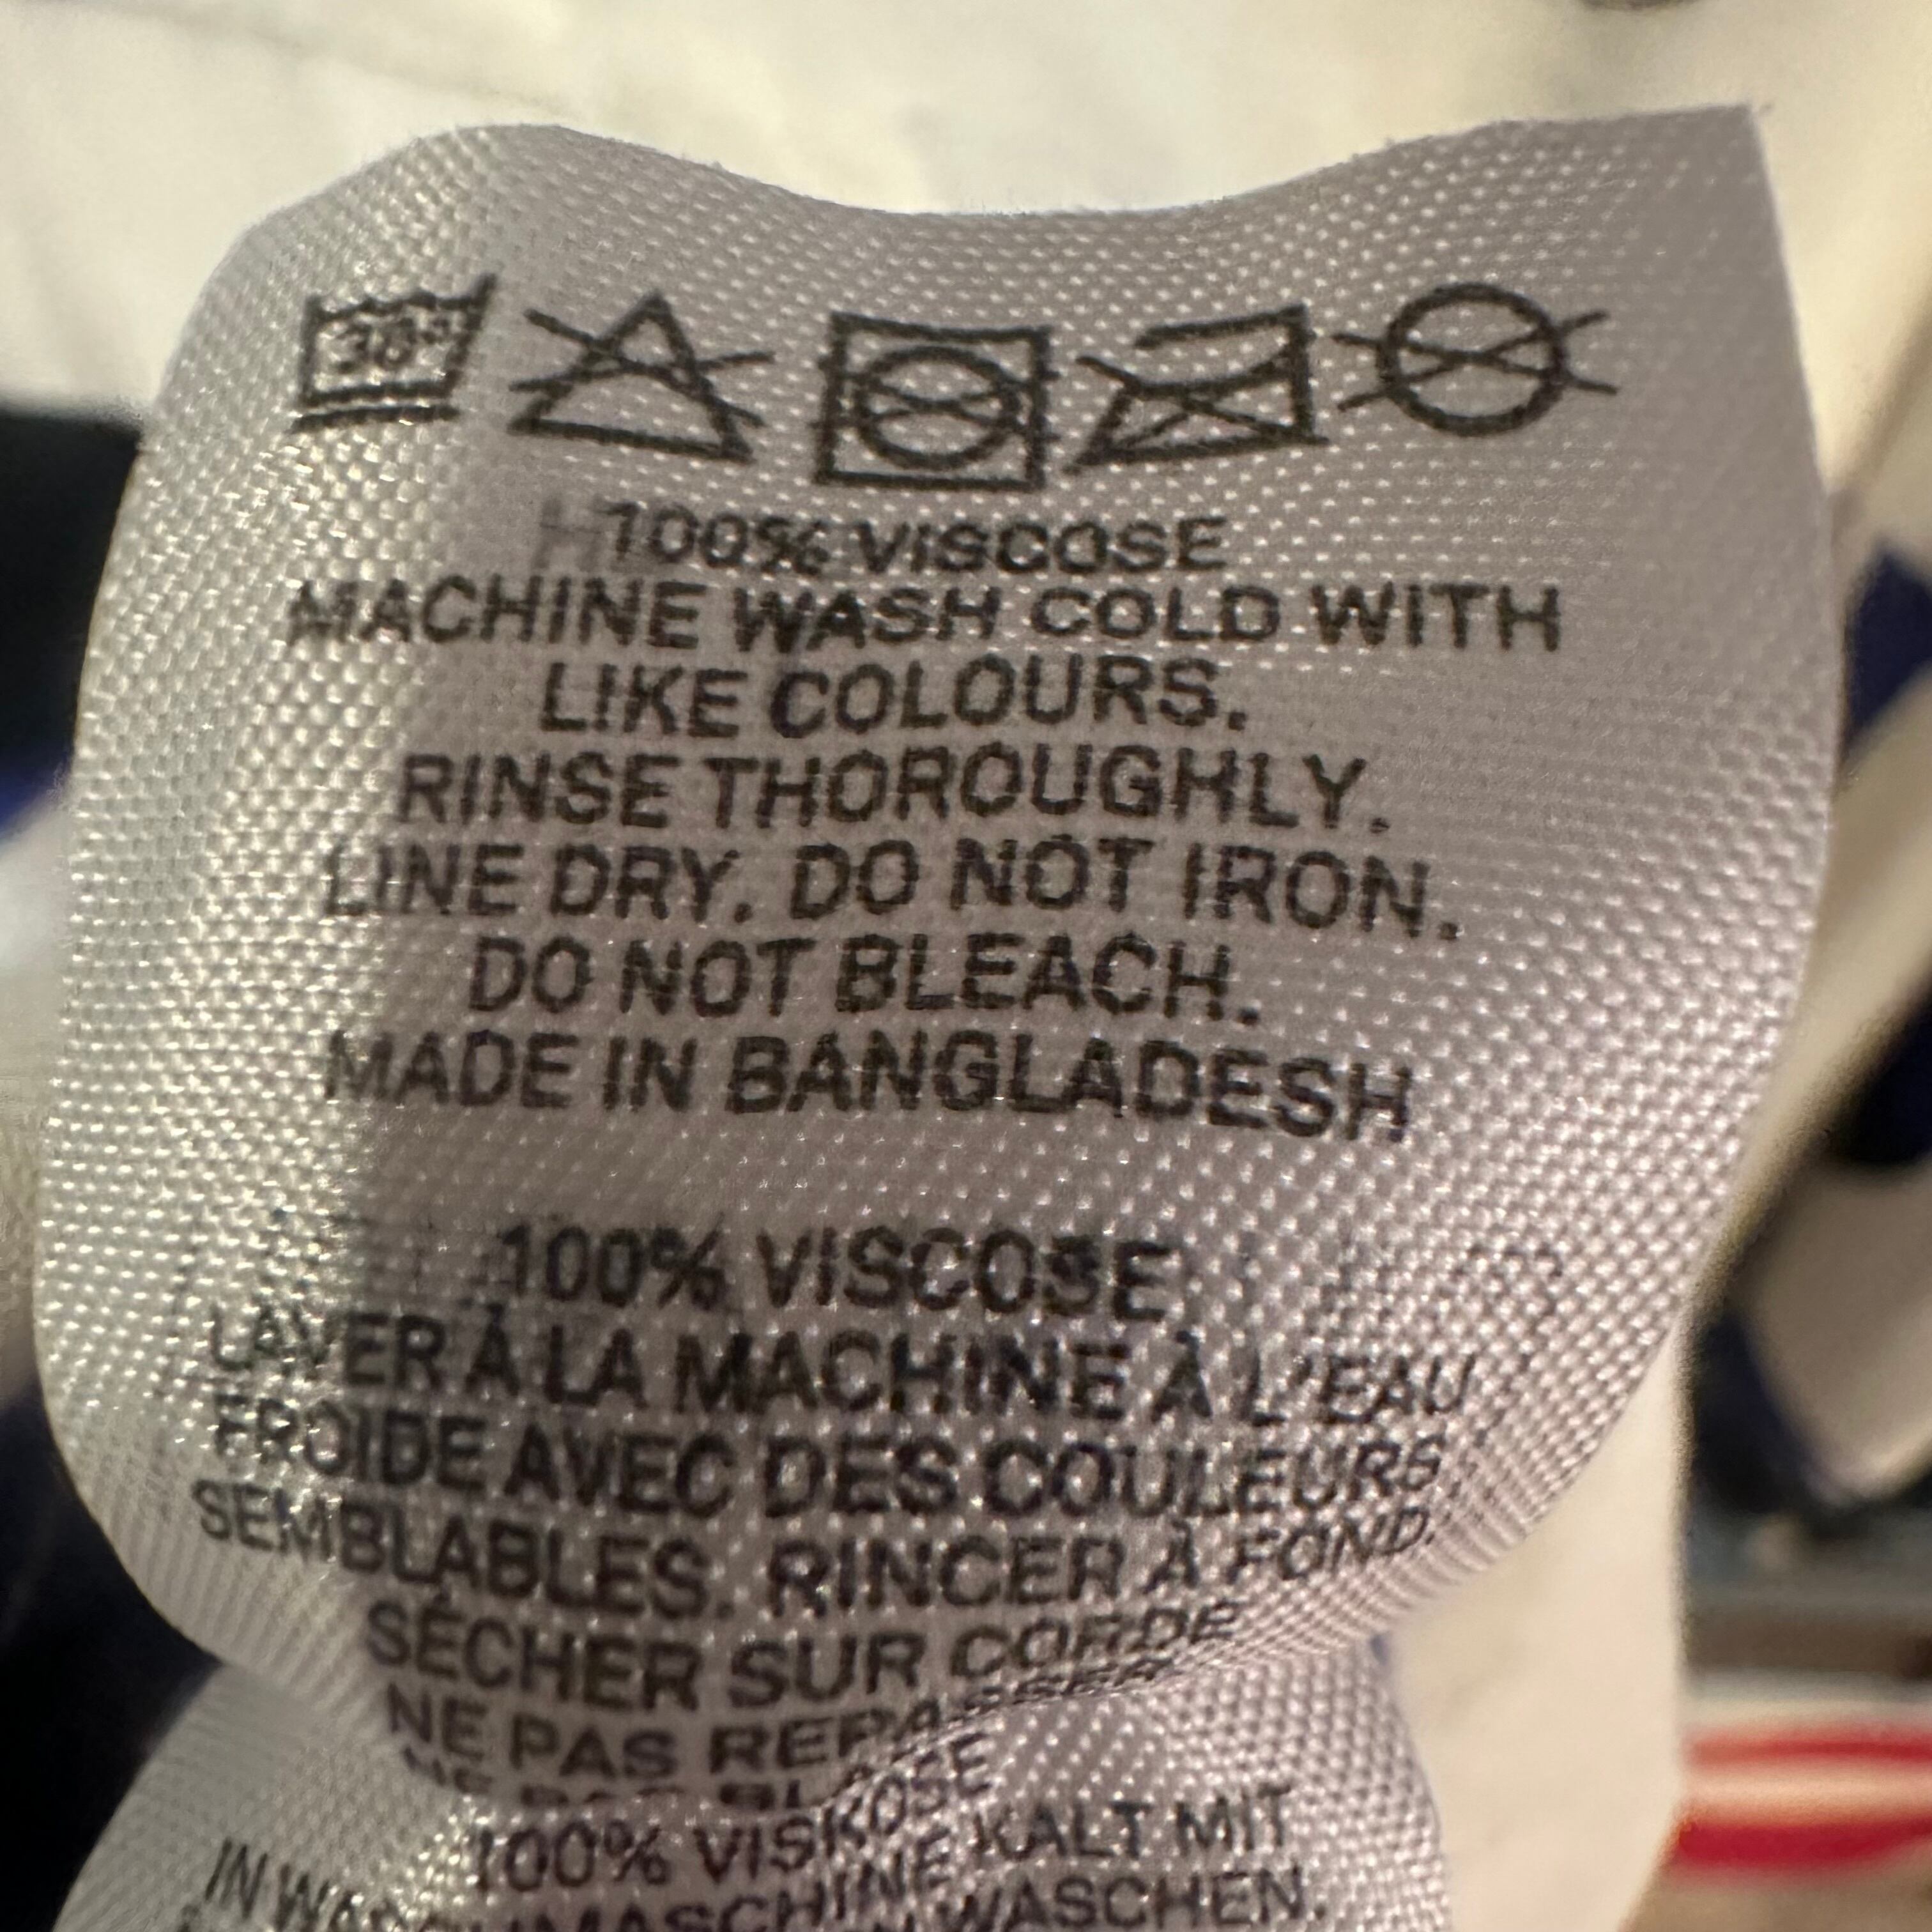 30°
100% VISCOSE
MACHINE WASH COLD WITH
LIKE COLOURS.
RINSE THOROUGHLY.
LINE DRY. DO NOT IRON.
DO NOT BLEACH.
MADE IN BANGLADESH
100% VISCOSE
LAVER À LA MACHINE À L'EAU
FROIDE AVEC DES COULEURS
SEMBLABLES. RINCER À FOND.
SÉCHER SUR CORDE
NE PAS
100% VISKOSE
KALT MIT
WASCHEN.